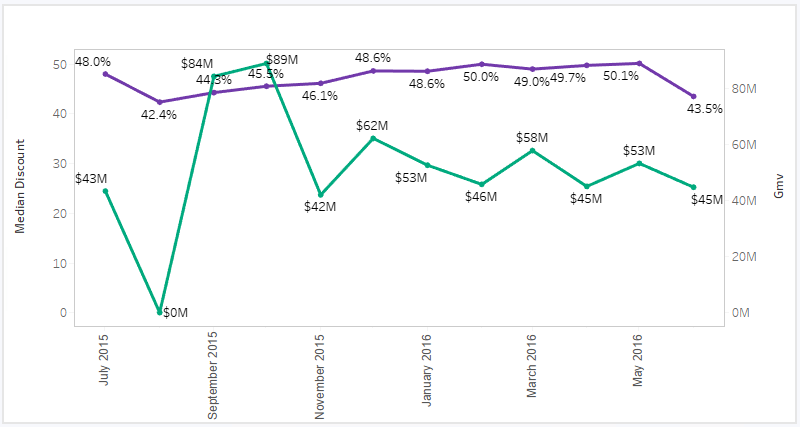 50
40
30
20
10
0
Median Discount
80M
60M
40M
20M
0M
Gmv
48.0%
42.4%
44.3%
45.5%
46.1%
48.6%
48.6%
50.0%
49.0%
49.7%
50.1%
43.5%
$43M
$0M
$84M
$89M
$42M
$62M
$53M
$46M
$58M
$45M
$53M
$45M
July 2015
September 2015
November 2015
January 2016
March 2016
May 2016